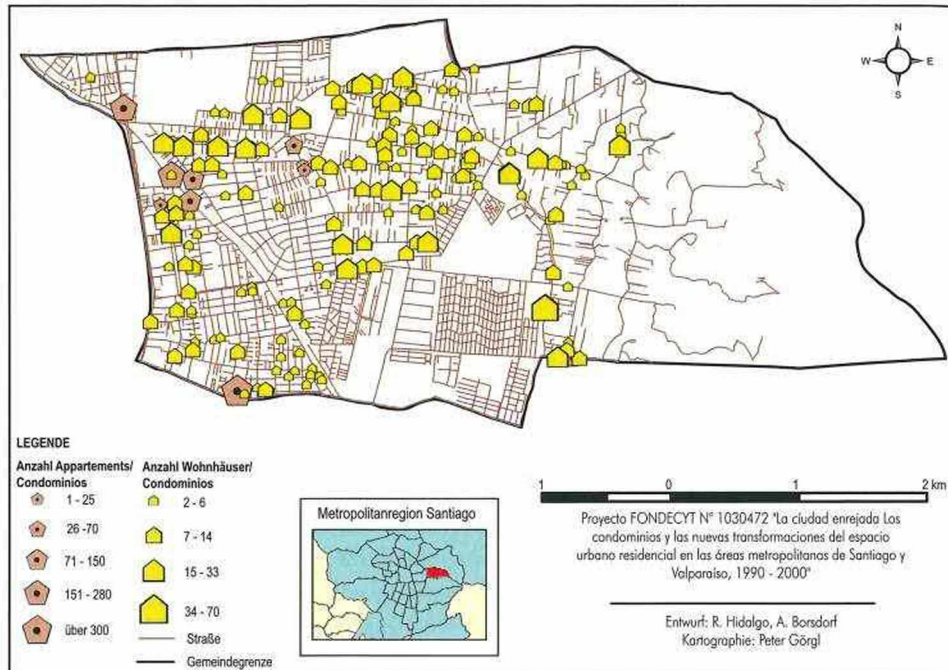 N
W E
S
LEGENDE
Anzahl Appartements/
Condominios
1 - 25
26 -70
71 - 150
151 - 280
über 300
Anzahl Wohnhäuser/
Condominios
2 - 6
7 - 14
15 - 33
34 - 70
Straße
Gemeindegrenze
Metropolitanregion Santiago
1 0 1 2 km
Proyecto FONDECYT N° 1030472 "La ciudad enrejada Los
condominios y las nuevas transformaciones del espacio
urbano residencial en las áreas metropolitanos de Santiago y
Valparaíso, 1990 - 2000"
Entwurf: R. Hidalgo, A. Borsdorf
Kartographie: Peter Görgl